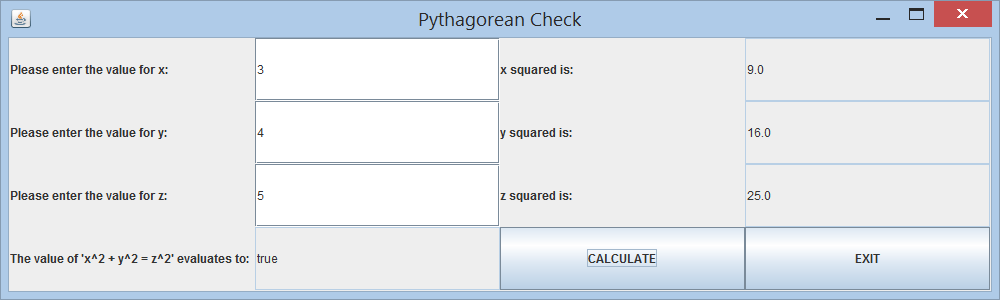 Pythagorean Check
Please enter the value for x: 3 x squared is: 9.0
Please enter the value for y: 4 y squared is: 16.0
Please enter the value for z: 5 z squared is: 25.0
The value of 'x^2 + y^2 = z^2' evaluates to: true CALCULATE EXIT